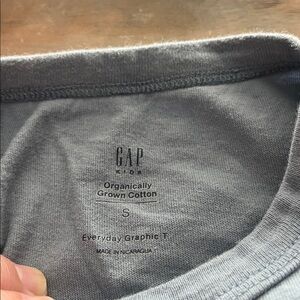 GAP
KIDS
Organically
Grown Cotton
S
Everyday Graphic T
MADE IN NICARAGUA